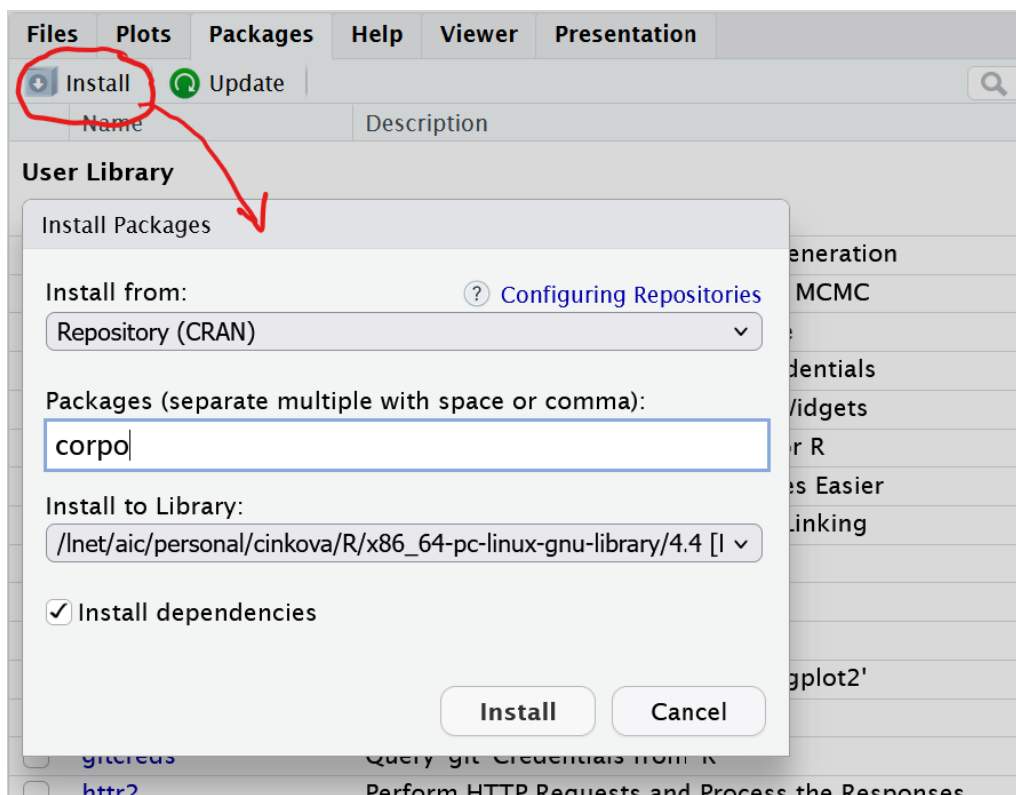 Files Plots Packages Help Viewer Presentation
Install Update
Name Description
User Library
Install Packages
eneration
Install from: ? Configuring Repositories
MCMC
Repository (CRAN)
dentials
Packages (separate multiple with space or comma):
Widgets
corpo
or R
es Easier
Install to Library:
Linking
/lnet/aic/personal/cinkova/R/x86_64-pc-linux-gnu-library/4.4 [I
Install dependencies
gplot2'
Install Cancel
gitcreds Query 'git' Credentials from 'R'
httr2 Perform HTTP Requests and Process the Responses